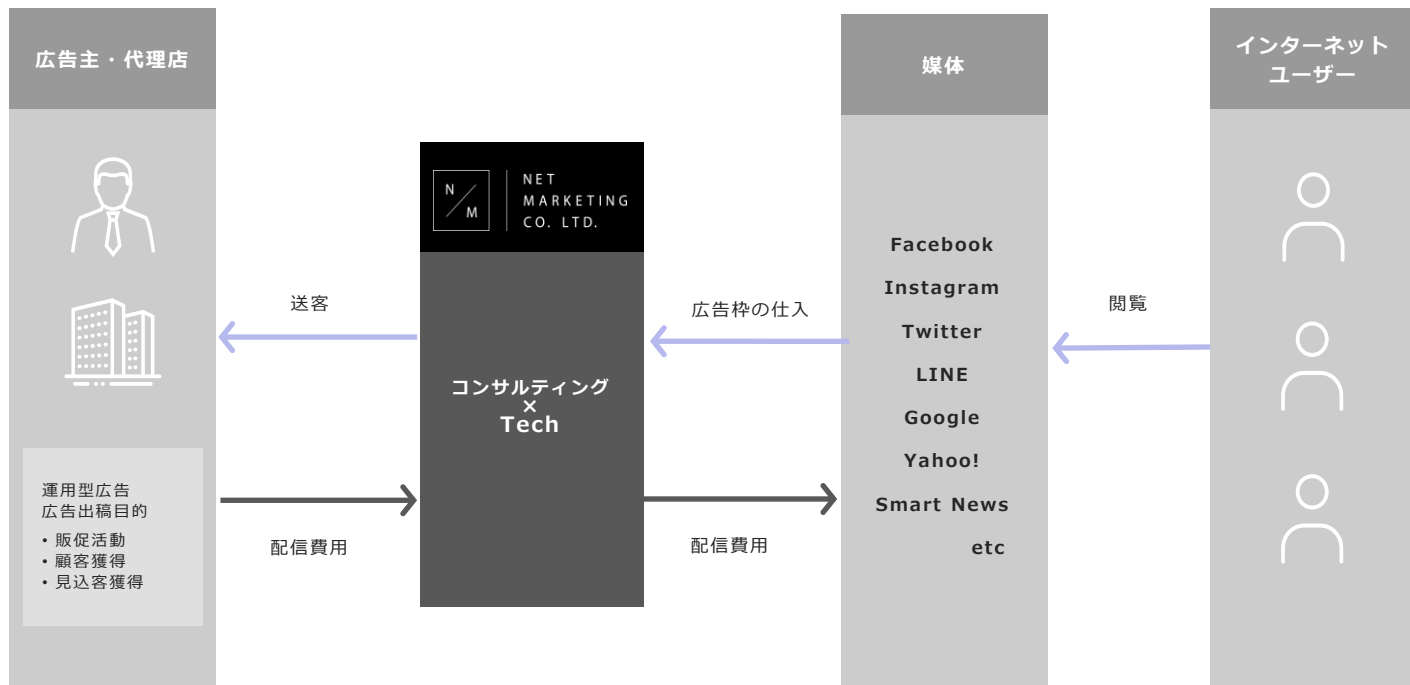 広告主・代理店
運用型広告
広告出稿目的
• 販促活動
• 顧客獲得
• 見込客獲得
送客
配信費用
N
M
NET
MARKETING
CO. LTD.
コンサルティング
×
Tech
広告枠の仕入
配信費用
媒体
Facebook
Instagram
Twitter
LINE
Google
Yahoo!
Smart News
etc
閲覧
インターネット
ユーザー